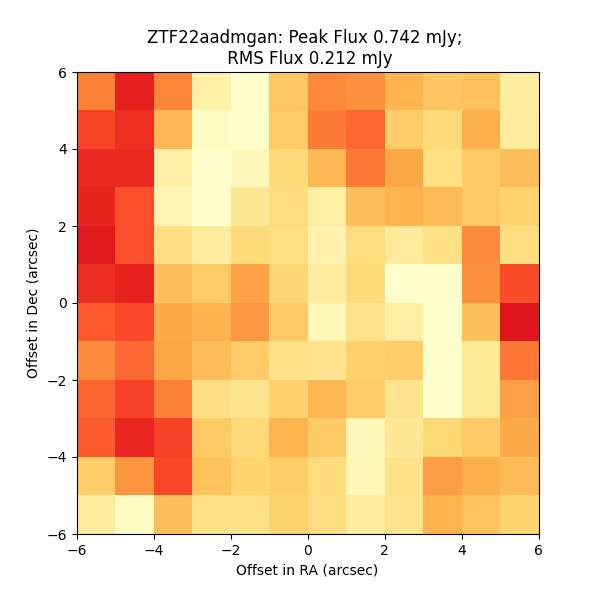 ZTF22aadmgan: Peak Flux 0.742 mJy;
RMS Flux 0.212 mJy
6
4
2
0
−2
−4
−6
Offset in Dec (arcsec)
−6 −4 −2 0 2 4 6
Offset in RA (arcsec)